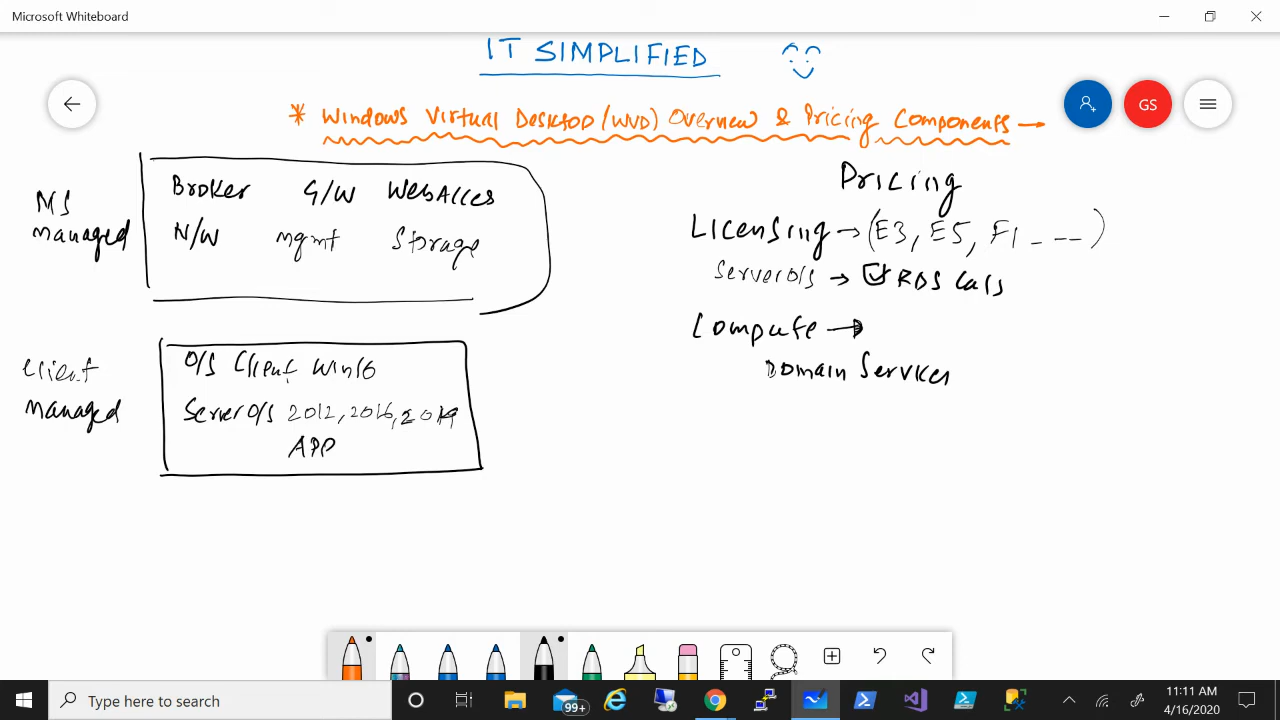 Microsoft Whiteboard
IT SIMPLIFIED
* Windows Virtual Desktop (WVD) Overview & Pricing Components →
GS
MS
managed
Broker G/W WebAcces
N/W mgmt Storage
Client
Managed
O/S Client Win10
Server O/S 2012, 2016, 2019
APP
Pricing
Licensing → (E3, E5, F1 - -- )
Server O/S → RDS Cals
Compute →
Domain Services
Type here to search
99+
11:11 AM
4/16/2020